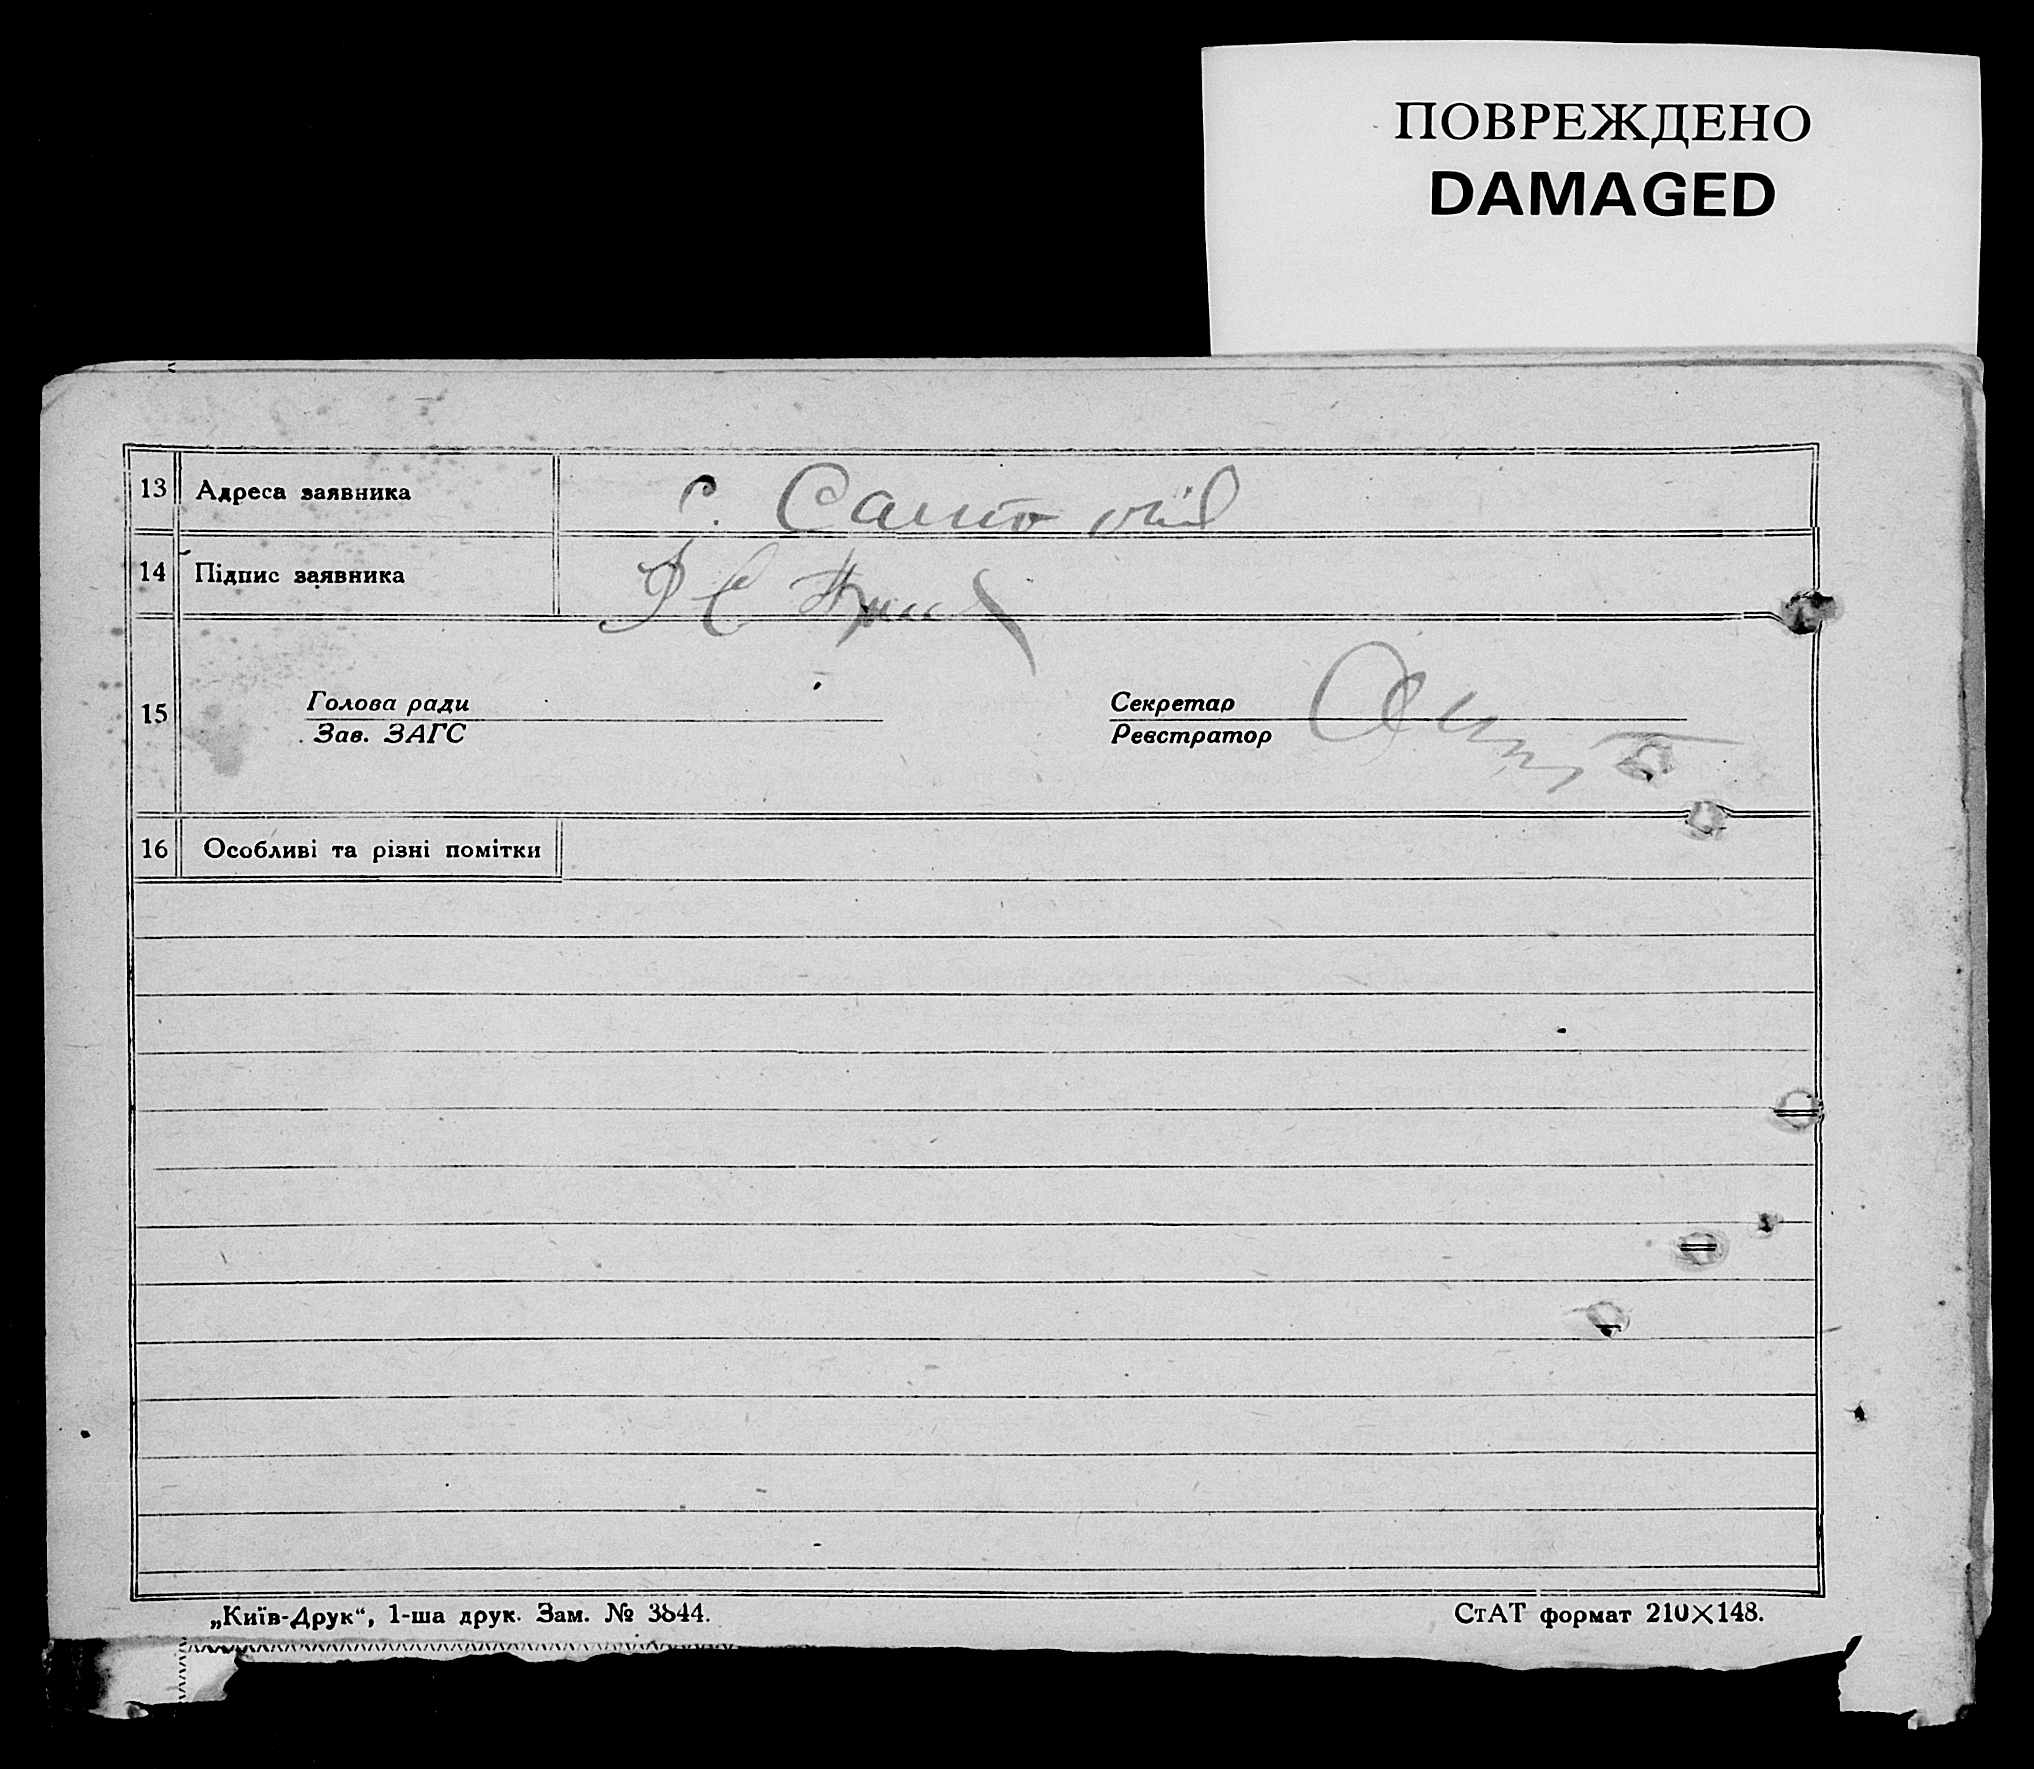 ПОВРЕЖДЕНО
DAMAGED
13 Адреса заявника с.
14 Підпис заявника
15 Голова ради Секретар
Зав. ЗАГС Реєстратор
16 Особливі та різні помітки
„Київ-Друк“, 1-ша друк. Зам. № 3844. СтАТ формат 210×148.